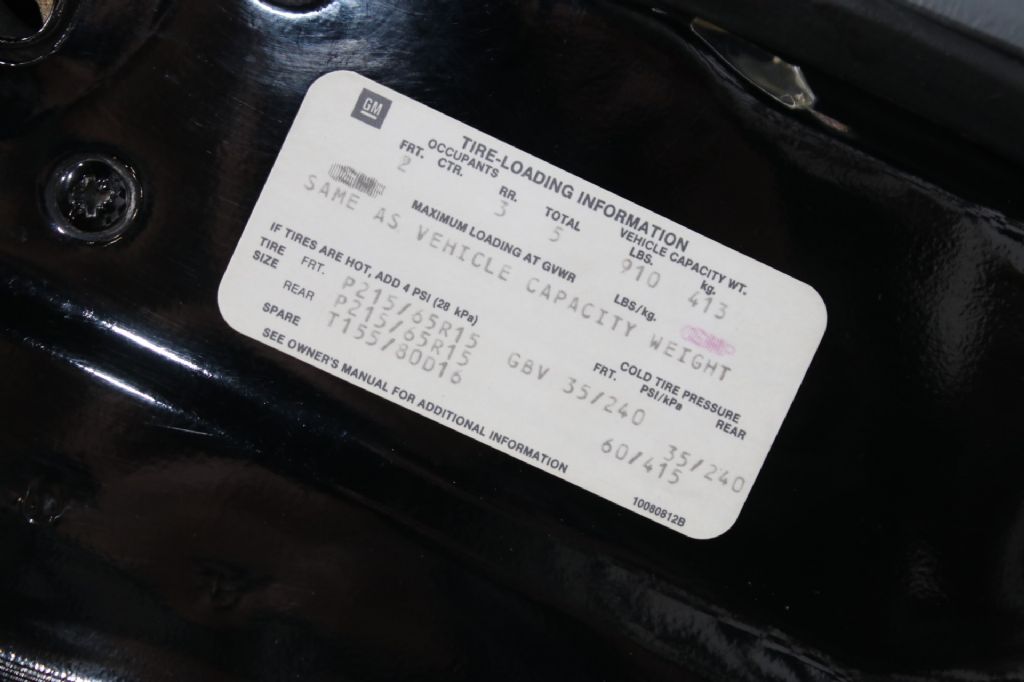 GM
TIRE-LOADING INFORMATION
OCCUPANTS VEHICLE CAPACITY WT.
FRT. CTR. RR. TOTAL LBS. kg.
2 3 5 910 413
MAXIMUM LOADING AT GVWR LBS/kg.
SAME AS VEHICLE CAPACITY WEIGHT
IF TIRES ARE HOT, ADD 4 PSI (28 kPa) COLD TIRE PRESSURE
TIRE SIZE PSI/kPa
FRT. REAR
FRT. P215/65R15 GBV 35/240
REAR P215/65R15 35/240
SPARE T155/80D16 60/415
SEE OWNER'S MANUAL FOR ADDITIONAL INFORMATION
10080812B